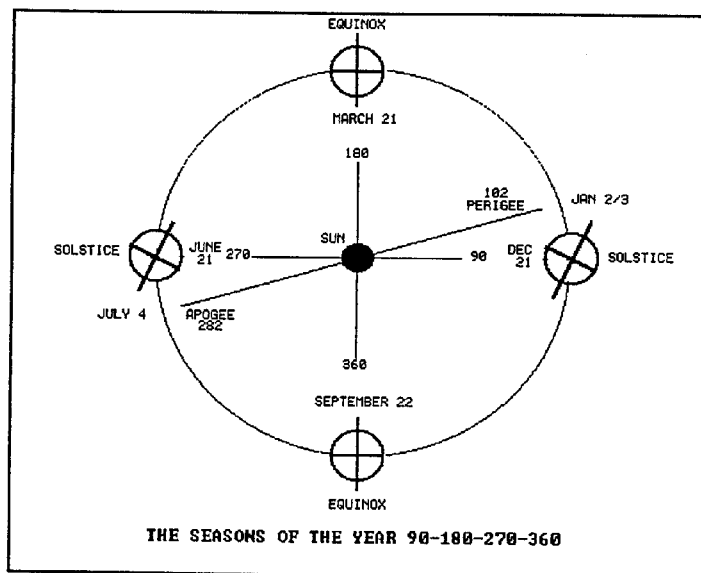 EQUINOX
MARCH 21
180
102
PERIGEE
JAN 2/3
SUN
SOLSTICE
JUNE
21
270
90
DEC
21
SOLSTICE
JULY 4
APOGEE
282
360
SEPTEMBER 22
EQUINOX
THE SEASONS OF THE YEAR 90-180-270-360